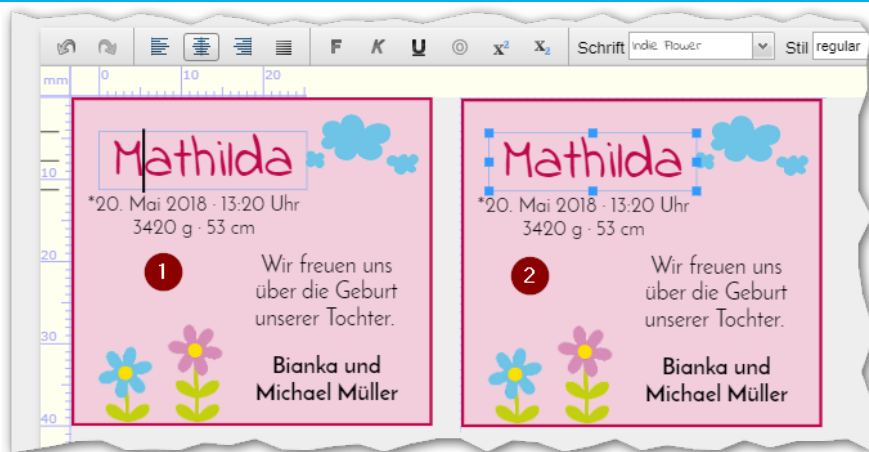 F K U X² X₂ Schrift Indie Flower Stil regular
mm 0 10 20
10
20
30
40
Mathilda
*20. Mai 2018 · 13:20 Uhr
3420 g · 53 cm
1
Wir freuen uns
über die Geburt
unserer Tochter.
Bianka und
Michael Müller
Mathilda
*20. Mai 2018 · 13:20 Uhr
3420 g · 53 cm
2
Wir freuen uns
über die Geburt
unserer Tochter.
Bianka und
Michael Müller